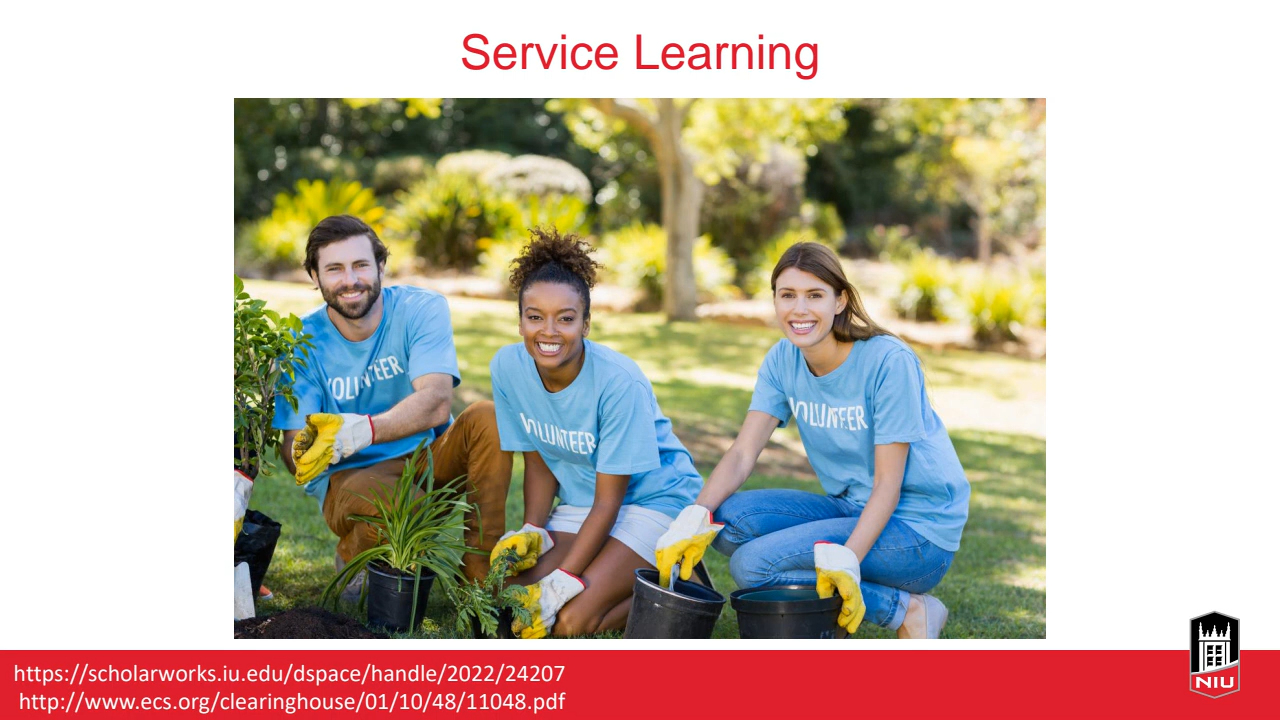 Service Learning
VOLUNTEER
VOLUNTEER
VOLUNTEER
https://scholarworks.iu.edu/dspace/handle/2022/24207
http://www.ecs.org/clearinghouse/01/10/48/11048.pdf
NIU